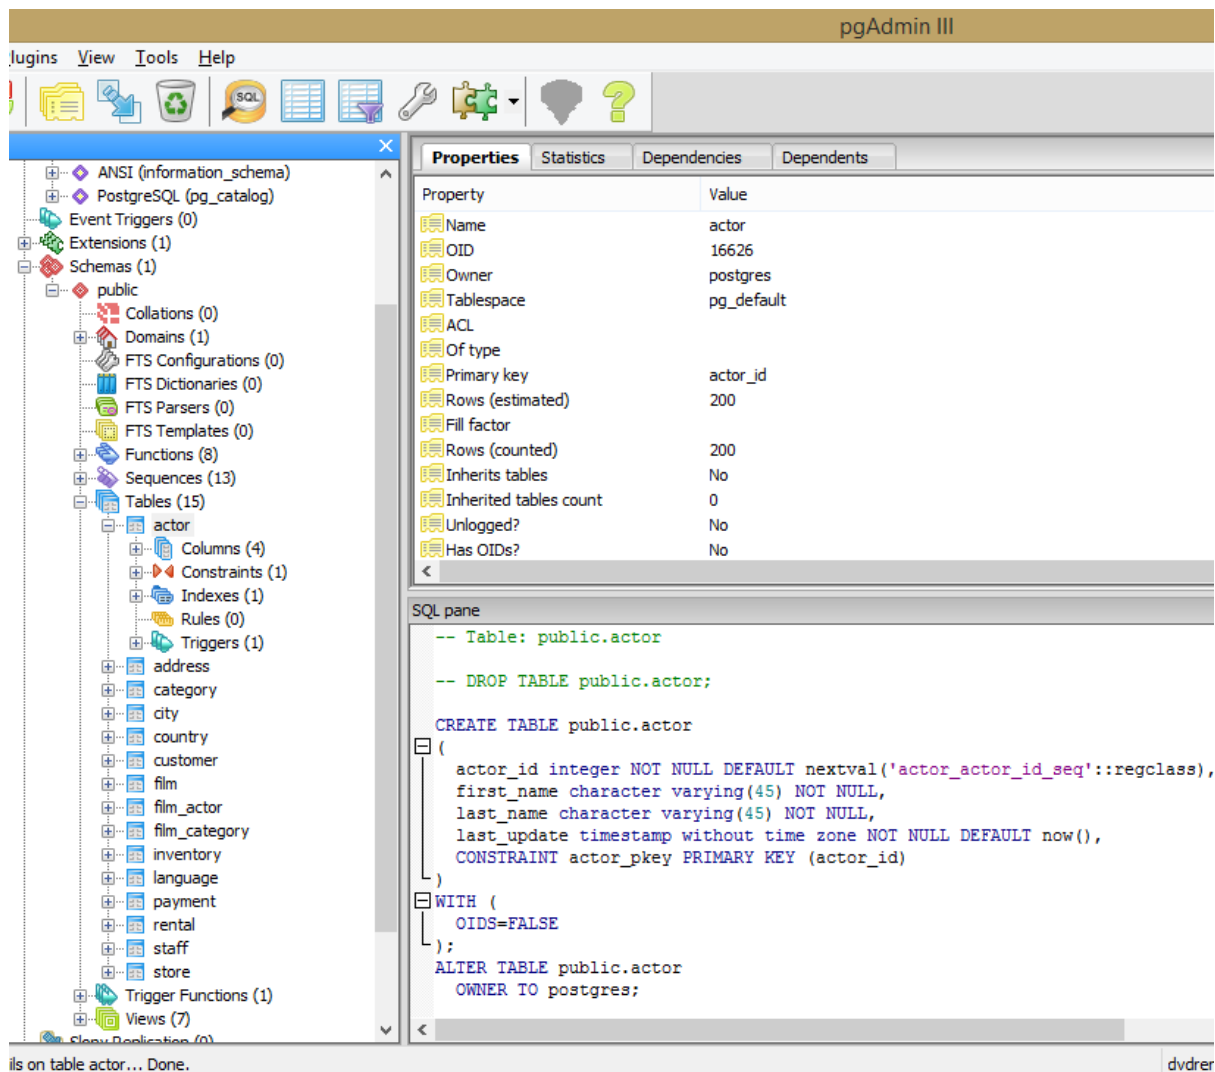 pgAdmin III
lugins View Tools Help
SQL
ANSI (information_schema)
PostgreSQL (pg_catalog)
Event Triggers (0)
Extensions (1)
Schemas (1)
public
Collations (0)
Domains (1)
FTS Configurations (0)
FTS Dictionaries (0)
FTS Parsers (0)
FTS Templates (0)
Functions (8)
Sequences (13)
Tables (15)
actor
Columns (4)
Constraints (1)
Indexes (1)
Rules (0)
Triggers (1)
address
category
city
country
customer
film
film_actor
film_category
inventory
language
payment
rental
staff
store
Trigger Functions (1)
Views (7)
Slony Replication (0)
Properties Statistics Dependencies Dependents
Property Value
Name actor
OID 16626
Owner postgres
Tablespace pg_default
ACL
Of type
Primary key actor_id
Rows (estimated) 200
Fill factor
Rows (counted) 200
Inherits tables No
Inherited tables count 0
Unlogged? No
Has OIDs? No
SQL pane
-- Table: public.actor
-- DROP TABLE public.actor;
CREATE TABLE public.actor
(
actor_id integer NOT NULL DEFAULT nextval('actor_actor_id_seq'::regclass),
first_name character varying(45) NOT NULL,
last_name character varying(45) NOT NULL,
last_update timestamp without time zone NOT NULL DEFAULT now(),
CONSTRAINT actor_pkey PRIMARY KEY (actor_id)
)
WITH (
OIDS=FALSE
);
ALTER TABLE public.actor
OWNER TO postgres;
ils on table actor... Done.
dvdren